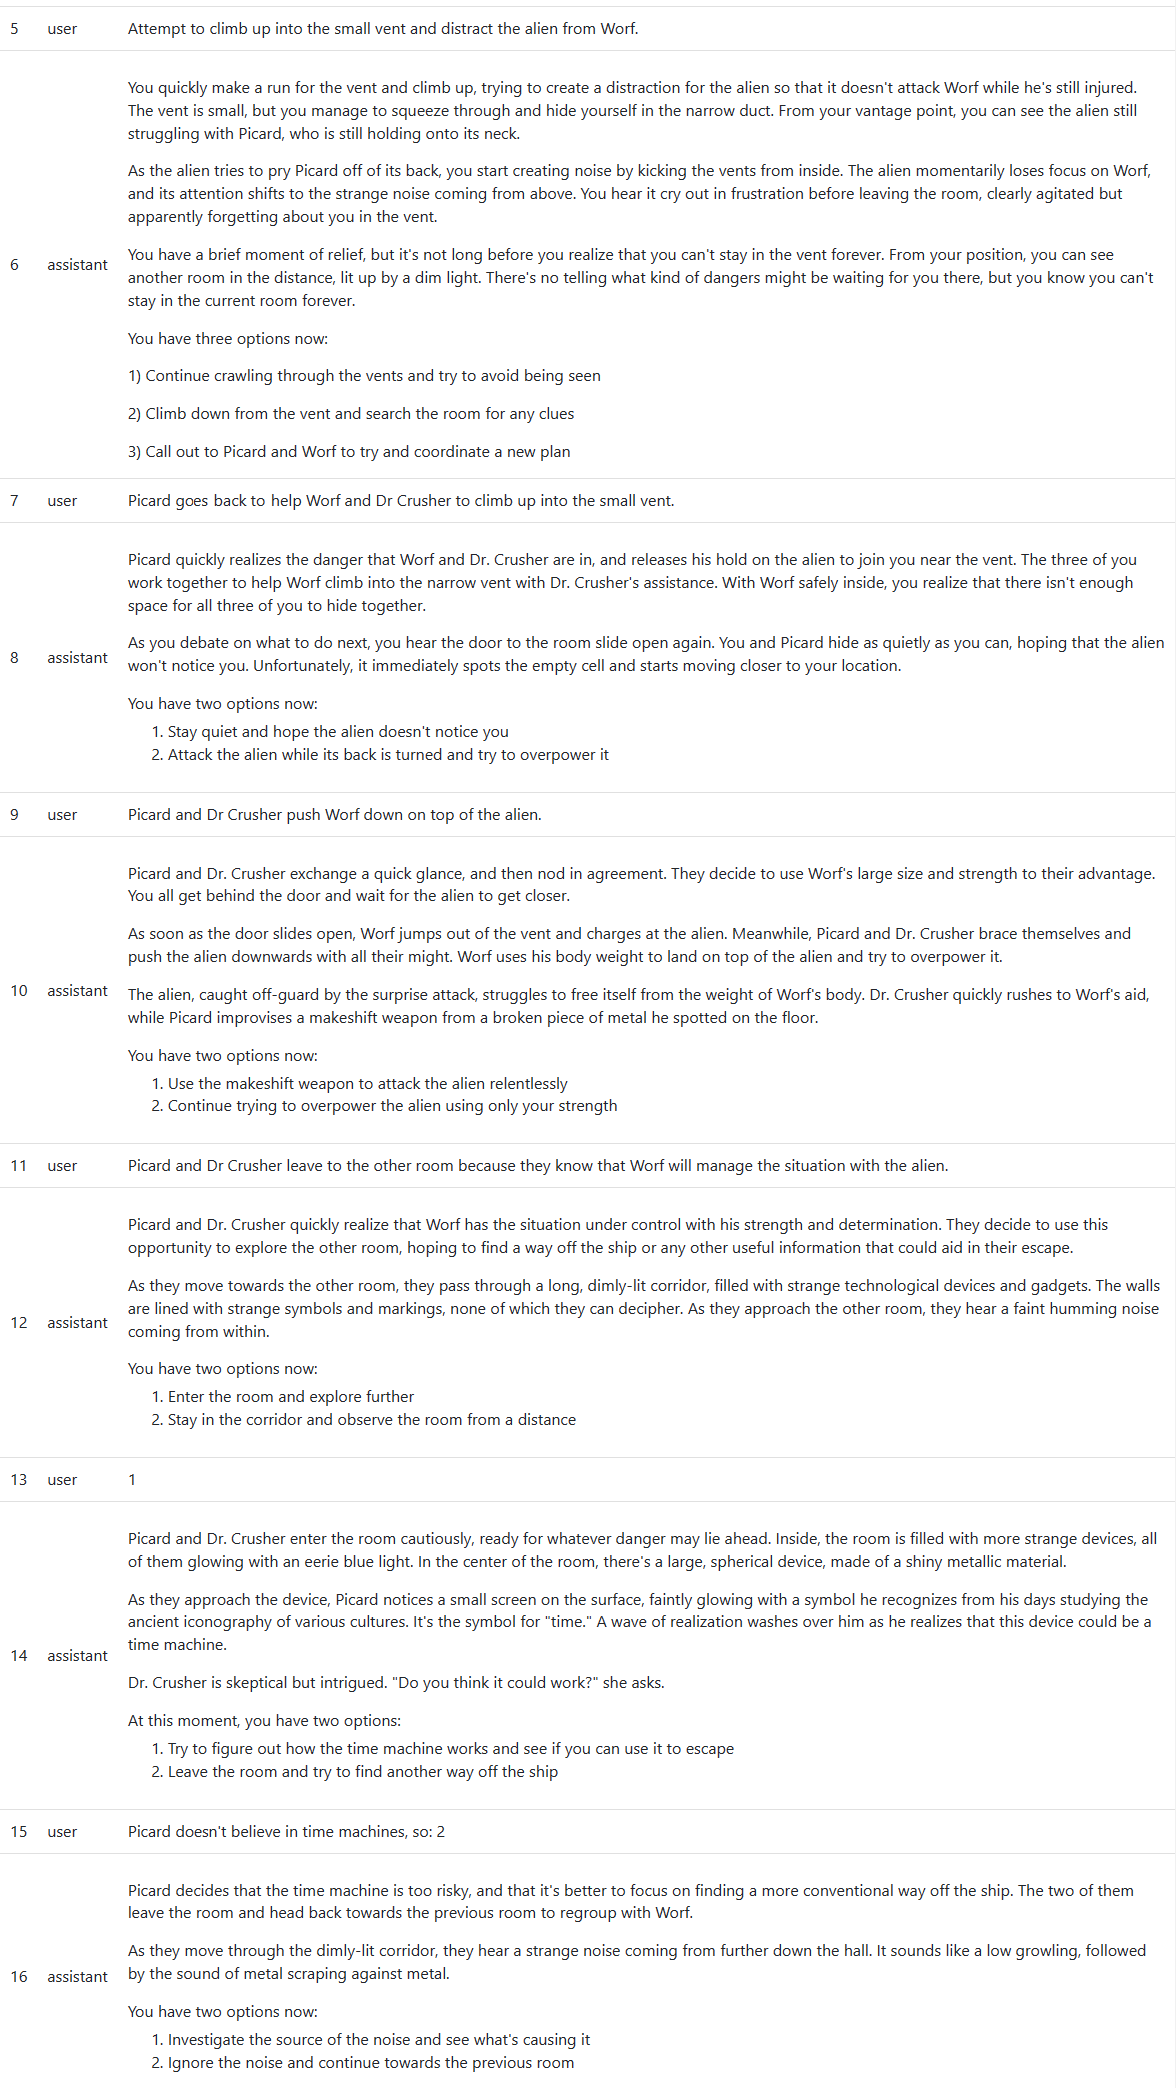 5 user Attempt to climb up into the small vent and distract the alien from Worf.
You quickly make a run for the vent and climb up, trying to create a distraction for the alien so that it doesn't attack Worf while he's still injured.
The vent is small, but you manage to squeeze through and hide yourself in the narrow duct. From your vantage point, you can see the alien still
struggling with Picard, who is still holding onto its neck.
As the alien tries to pry Picard off of its back, you start creating noise by kicking the vents from inside. The alien momentarily loses focus on Worf,
and its attention shifts to the strange noise coming from above. You hear it cry out in frustration before leaving the room, clearly agitated but
apparently forgetting about you in the vent.
6 assistant You have a brief moment of relief, but it's not long before you realize that you can't stay in the vent forever. From your position, you can see
another room in the distance, lit up by a dim light. There's no telling what kind of dangers might be waiting for you there, but you know you can't
stay in the current room forever.
You have three options now:
1) Continue crawling through the vents and try to avoid being seen
2) Climb down from the vent and search the room for any clues
3) Call out to Picard and Worf to try and coordinate a new plan
7 user Picard goes back to help Worf and Dr Crusher to climb up into the small vent.
Picard quickly realizes the danger that Worf and Dr. Crusher are in, and releases his hold on the alien to join you near the vent. The three of you
work together to help Worf climb into the narrow vent with Dr. Crusher's assistance. With Worf safely inside, you realize that there isn't enough
space for all three of you to hide together.
8 assistant As you debate on what to do next, you hear the door to the room slide open again. You and Picard hide as quietly as you can, hoping that the alien
won't notice you. Unfortunately, it immediately spots the empty cell and starts moving closer to your location.
You have two options now:
1. Stay quiet and hope the alien doesn't notice you
2. Attack the alien while its back is turned and try to overpower it
9 user Picard and Dr Crusher push Worf down on top of the alien.
Picard and Dr. Crusher exchange a quick glance, and then nod in agreement. They decide to use Worf's large size and strength to their advantage.
You all get behind the door and wait for the alien to get closer.
As soon as the door slides open, Worf jumps out of the vent and charges at the alien. Meanwhile, Picard and Dr. Crusher brace themselves and
push the alien downwards with all their might. Worf uses his body weight to land on top of the alien and try to overpower it.
10 assistant The alien, caught off-guard by the surprise attack, struggles to free itself from the weight of Worf's body. Dr. Crusher quickly rushes to Worf's aid,
while Picard improvises a makeshift weapon from a broken piece of metal he spotted on the floor.
You have two options now:
1. Use the makeshift weapon to attack the alien relentlessly
2. Continue trying to overpower the alien using only your strength
11 user Picard and Dr Crusher leave to the other room because they know that Worf will manage the situation with the alien.
Picard and Dr. Crusher quickly realize that Worf has the situation under control with his strength and determination. They decide to use this
opportunity to explore the other room, hoping to find a way off the ship or any other useful information that could aid in their escape.
As they move towards the other room, they pass through a long, dimly-lit corridor, filled with strange technological devices and gadgets. The walls
are lined with strange symbols and markings, none of which they can decipher. As they approach the other room, they hear a faint humming noise
12 assistant coming from within.
You have two options now:
1. Enter the room and explore further
2. Stay in the corridor and observe the room from a distance
13 user 1
Picard and Dr. Crusher enter the room cautiously, ready for whatever danger may lie ahead. Inside, the room is filled with more strange devices, all
of them glowing with an eerie blue light. In the center of the room, there's a large, spherical device, made of a shiny metallic material.
As they approach the device, Picard notices a small screen on the surface, faintly glowing with a symbol he recognizes from his days studying the
ancient iconography of various cultures. It's the symbol for "time." A wave of realization washes over him as he realizes that this device could be a
time machine.
14 assistant
Dr. Crusher is skeptical but intrigued. "Do you think it could work?" she asks.
At this moment, you have two options:
1. Try to figure out how the time machine works and see if you can use it to escape
2. Leave the room and try to find another way off the ship
15 user Picard doesn't believe in time machines, so: 2
Picard decides that the time machine is too risky, and that it's better to focus on finding a more conventional way off the ship. The two of them
leave the room and head back towards the previous room to regroup with Worf.
As they move through the dimly-lit corridor, they hear a strange noise coming from further down the hall. It sounds like a low growling, followed
16 assistant by the sound of metal scraping against metal.
You have two options now:
1. Investigate the source of the noise and see what's causing it
2. Ignore the noise and continue towards the previous room